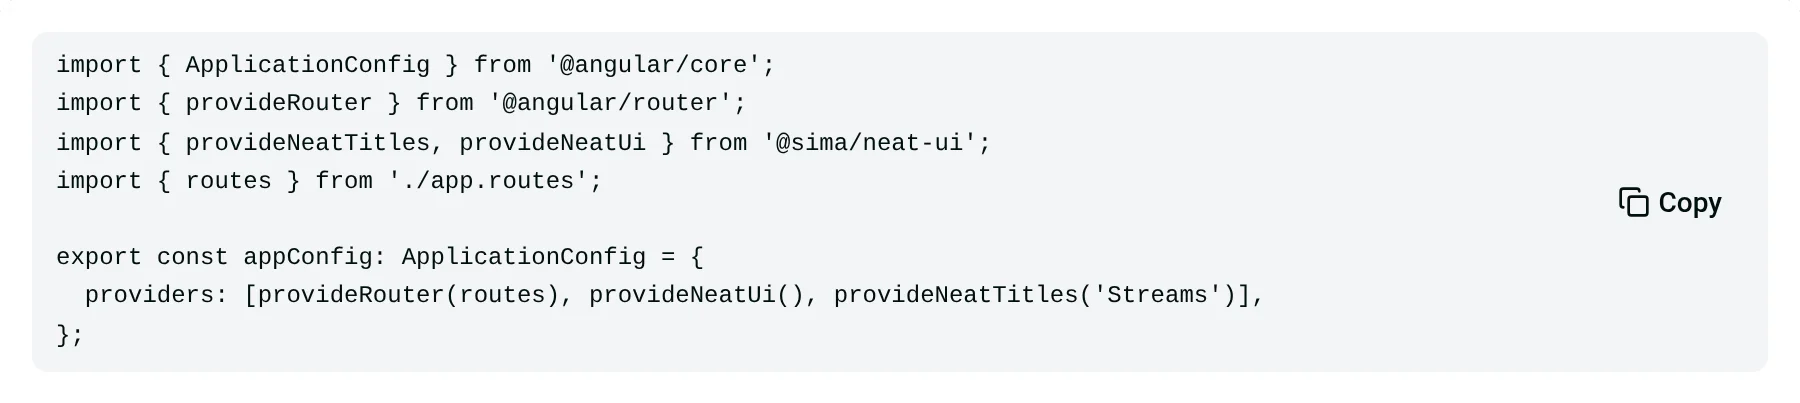 import { ApplicationConfig } from '@angular/core';
import { provideRouter } from '@angular/router';
import { provideNeatTitles, provideNeatUi } from '@sima/neat-ui';
import { routes } from './app.routes';
Copy
export const appConfig: ApplicationConfig = {
  providers: [provideRouter(routes), provideNeatUi(), provideNeatTitles('Streams')],
};